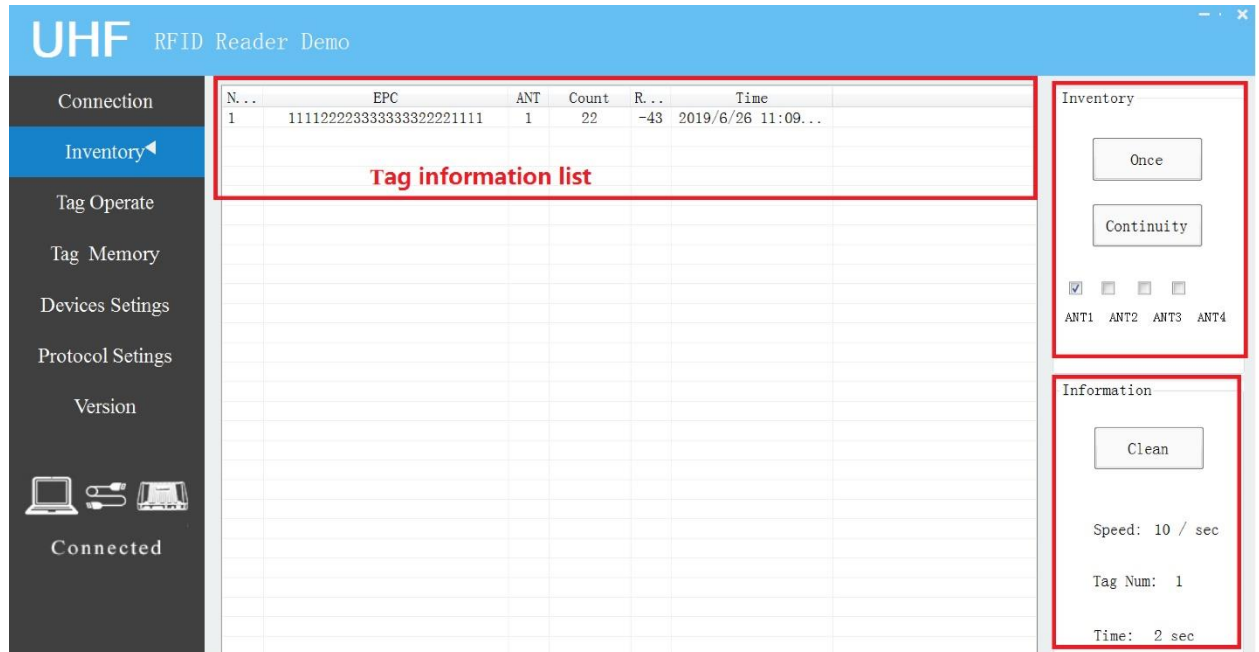 UHF RFID Reader Demo
Connection
Inventory
Tag Operate
Tag Memory
Devices Setings
Protocol Setings
Version
Connected
N... EPC ANT Count R... Time
1 111122223333333322221111 1 22 -43 2019/6/26 11:09...
Tag information list
Inventory
Once
Continuity
ANT1 ANT2 ANT3 ANT4
Information
Clean
Speed: 10 / sec
Tag Num: 1
Time: 2 sec